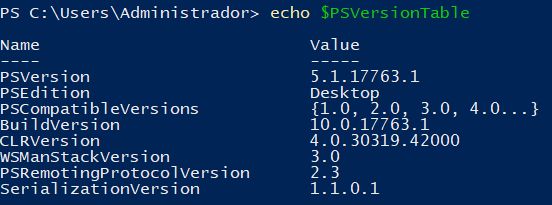 PS C:\Users\Administrador> echo $PSVersionTable
Name Value
---- -----
PSVersion 5.1.17763.1
PSEdition Desktop
PSCompatibleVersions {1.0, 2.0, 3.0, 4.0...}
BuildVersion 10.0.17763.1
CLRVersion 4.0.30319.42000
WSManStackVersion 3.0
PSRemotingProtocolVersion 2.3
SerializationVersion 1.1.0.1